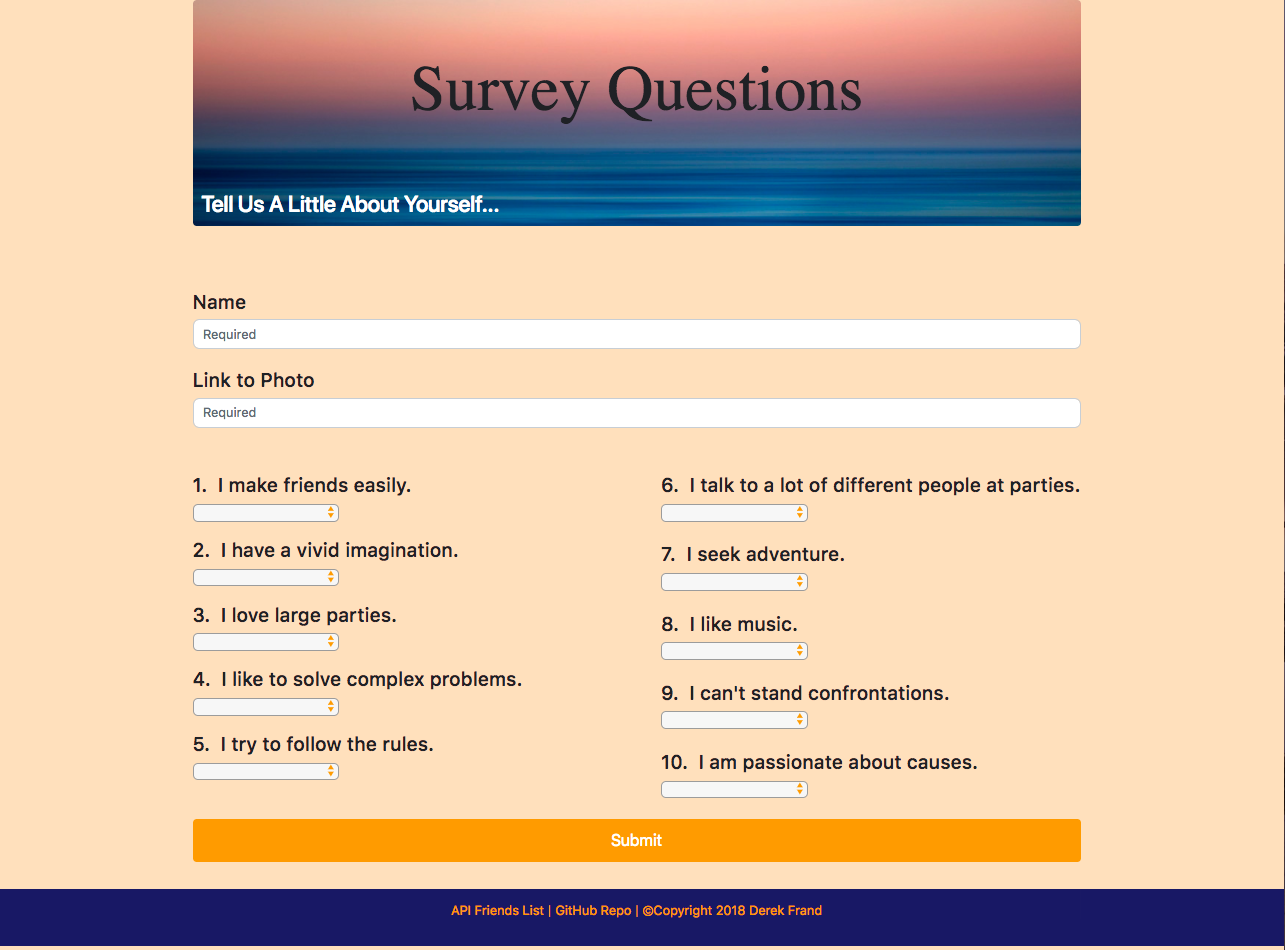 Survey Questions
Tell Us A Little About Yourself...
Name
Required
Link to Photo
Required
1. I make friends easily.
2. I have a vivid imagination.
3. I love large parties.
4. I like to solve complex problems.
5. I try to follow the rules.
6. I talk to a lot of different people at parties.
7. I seek adventure.
8. I like music.
9. I can't stand confrontations.
10. I am passionate about causes.
Submit
API Friends List | GitHub Repo | ©Copyright 2018 Derek Frand